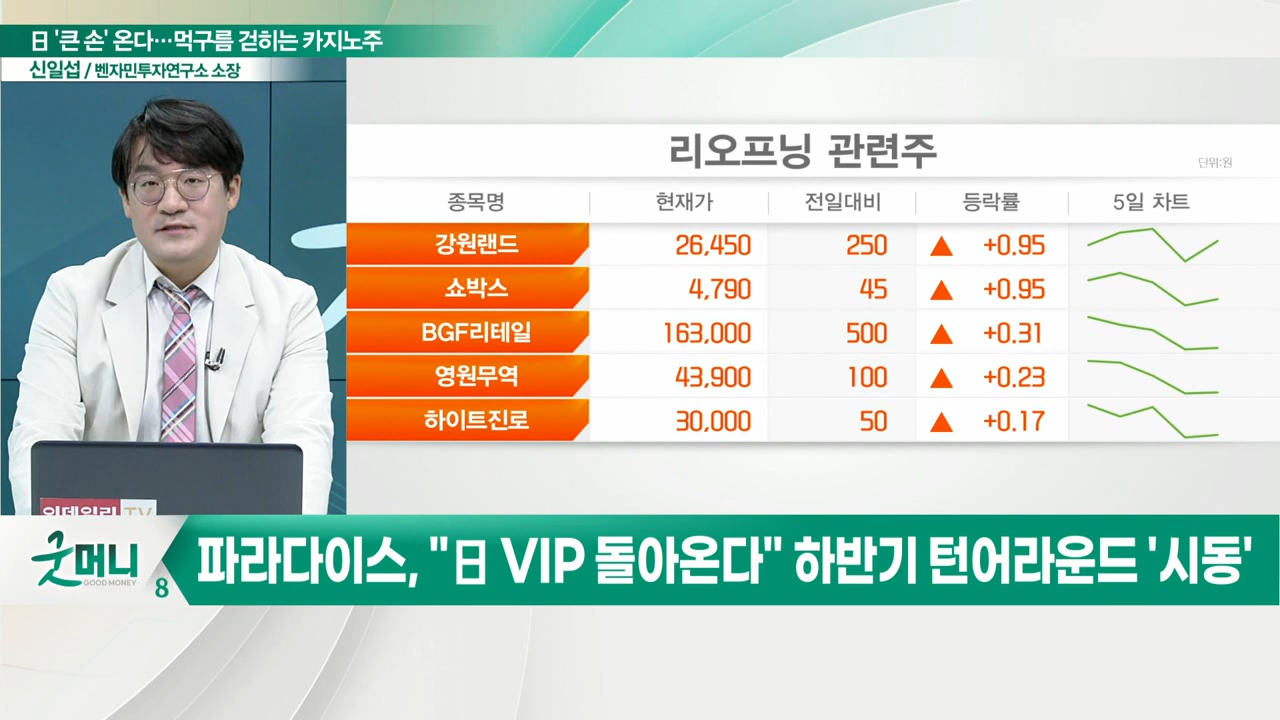 日 '큰 손' 온다…먹구름 걷히는 카지노주
신일섭 / 벤자민투자연구소 소장
리오프닝 관련주
단위:원
종목명 현재가 전일대비 등락률 5일 차트
강원랜드 26,450 250 ▲ +0.95
쇼박스 4,790 45 ▲ +0.95
BGF리테일 163,000 500 ▲ +0.31
영원무역 43,900 100 ▲ +0.23
하이트진로 30,000 50 ▲ +0.17
이데일리 TV
굿머니
GOOD MONEY
8
파라다이스, "日 VIP 돌아온다" 하반기 턴어라운드 '시동'